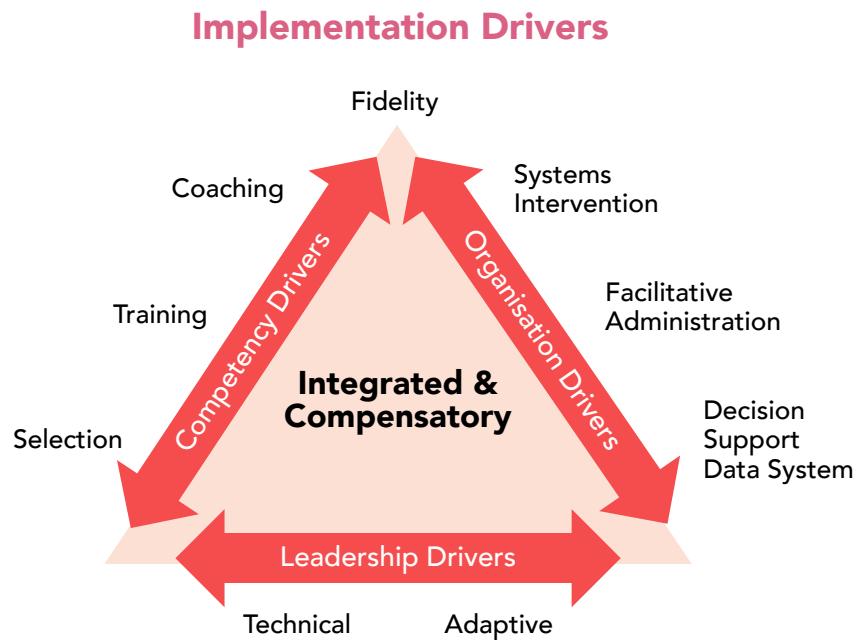 Implementation Drivers
Fidelity
Coaching
Systems
Intervention
Training
Facilitative
Administration
Competency Drivers
Organisation Drivers
Integrated &
Compensatory
Selection
Decision
Support
Data System
Leadership Drivers
Technical
Adaptive